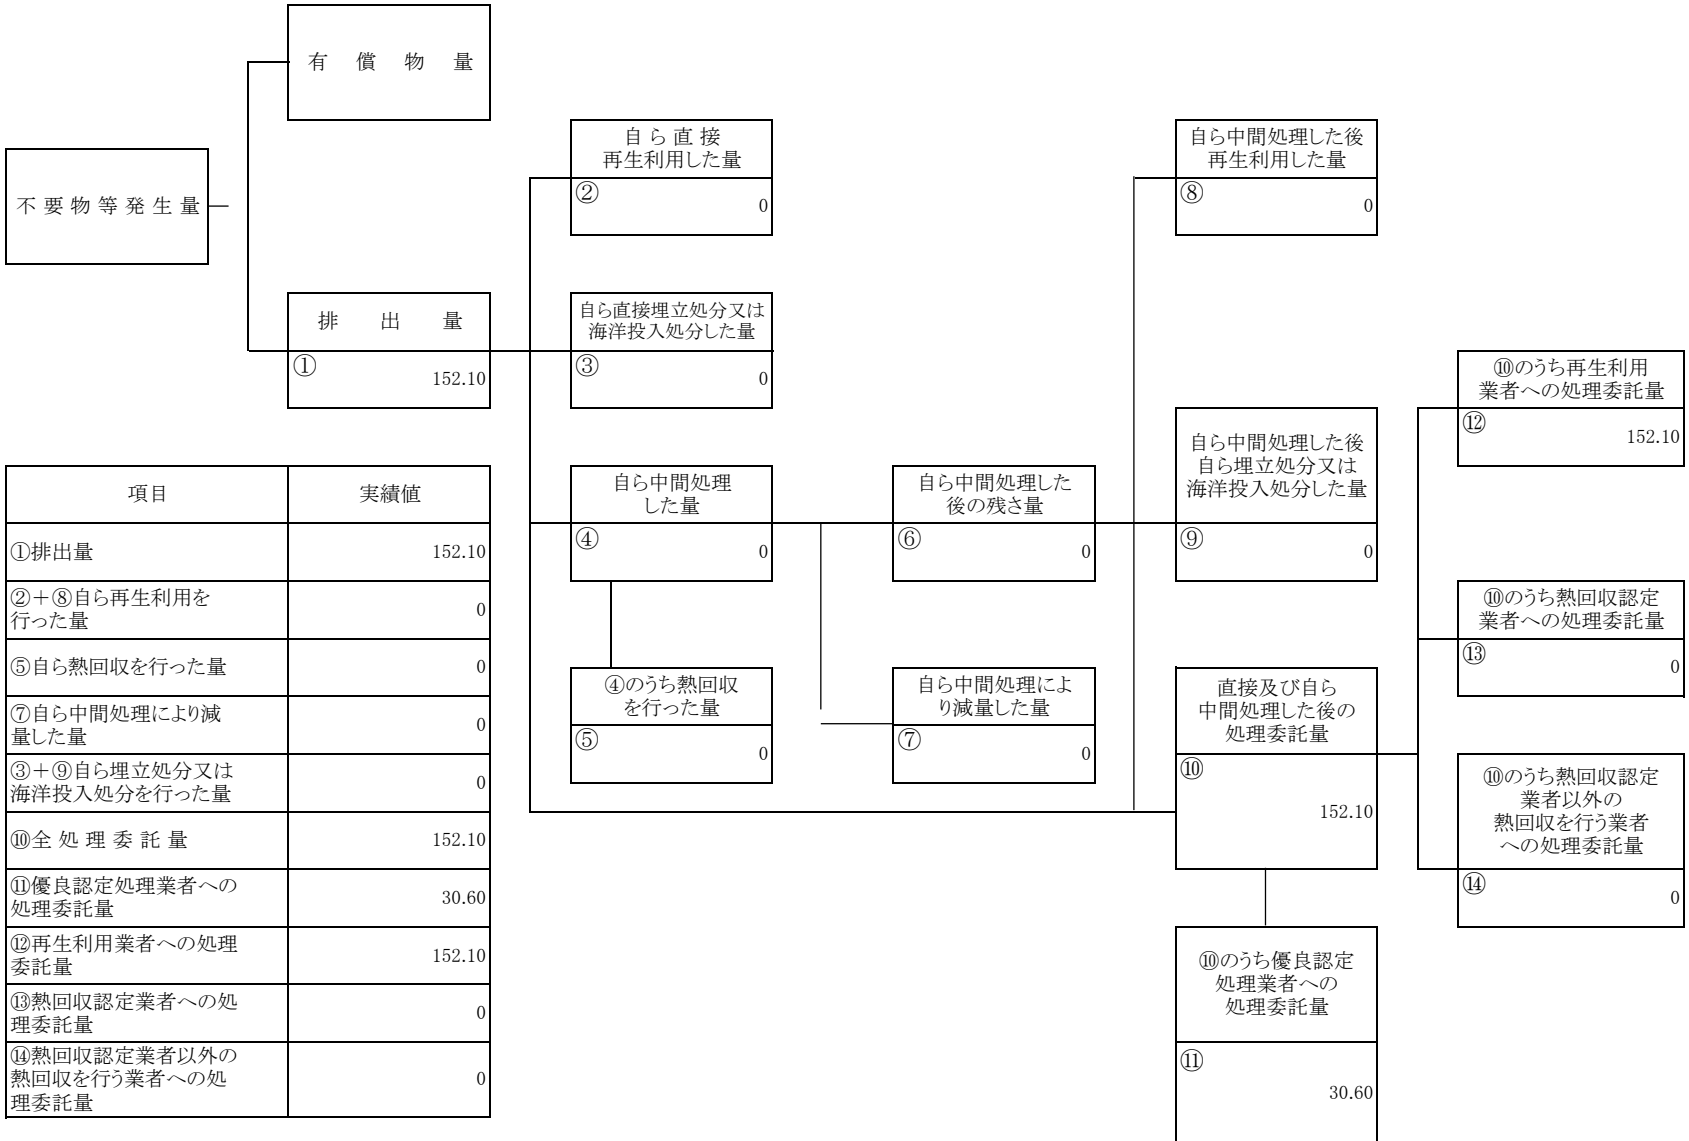 有償物量
不要物等発生量
排出量
①
152.10
自ら直接
再生利用した量
②
0
自ら直接埋立処分又は
海洋投入処分した量
③
0
自ら中間処理
した量
④
0
④のうち熱回収
を行った量
⑤
0
自ら中間処理した
後の残さ量
⑥
0
自ら中間処理によ
り減量した量
⑦
0
自ら中間処理した後
再生利用した量
⑧
0
自ら中間処理した後
自ら埋立処分又は
海洋投入処分した量
⑨
0
直接及び自ら
中間処理した後の
処理委託量
⑩
152.10
⑩のうち優良認定
処理業者への
処理委託量
⑪
30.60
⑩のうち再生利用
業者への処理委託量
⑫
152.10
⑩のうち熱回収認定
業者への処理委託量
⑬
0
⑩のうち熱回収認定
業者以外の
熱回収を行う業者
への処理委託量
⑭
0
項目 実績値
①排出量 152.10
②＋⑧自ら再生利用を
行った量 0
⑤自ら熱回収を行った量 0
⑦自ら中間処理により減
量した量 0
③＋⑨自ら埋立処分又は
海洋投入処分を行った量 0
⑩全処理委託量 152.10
⑪優良認定処理業者への
処理委託量 30.60
⑫再生利用業者への処理
委託量 152.10
⑬熱回収認定業者への処
理委託量 0
⑭熱回収認定業者以外の
熱回収を行う業者への処
理委託量 0